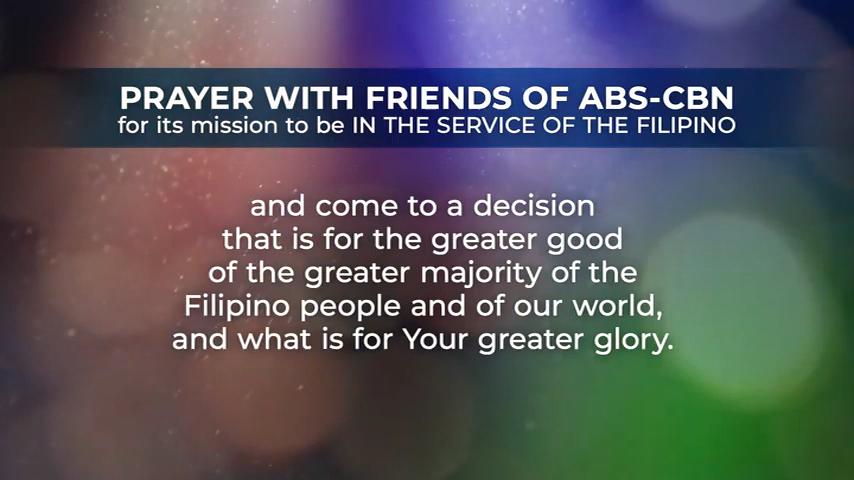 PRAYER WITH FRIENDS OF ABS-CBN
for its mission to be IN THE SERVICE OF THE FILIPINO
and come to a decision
that is for the greater good
of the greater majority of the
Filipino people and of our world,
and what is for Your greater glory.